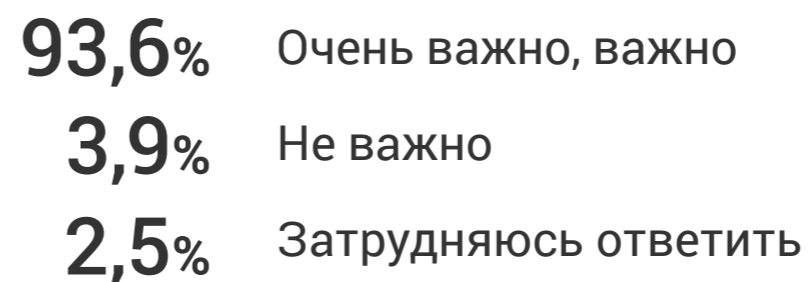 93,6% Очень важно, важно
3,9% Не важно
2,5% Затрудняюсь ответить